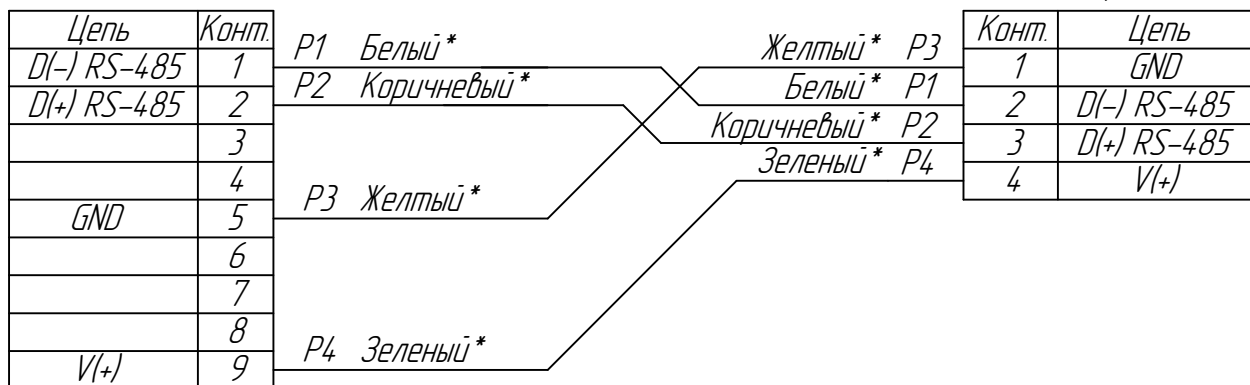 Цепь Конт.
D(-) RS-485 1 P1 Белый*
D(+) RS-485 2 P2 Коричневый*
3
4
GND 5 P3 Желтый*
6
7
8
V(+) 9 P4 Зеленый*
Конт. Цепь
Желтый* P3 1 GND
Белый* P1 2 D(-) RS-485
Коричневый* P2 3 D(+) RS-485
Зеленый* P4 4 V(+)